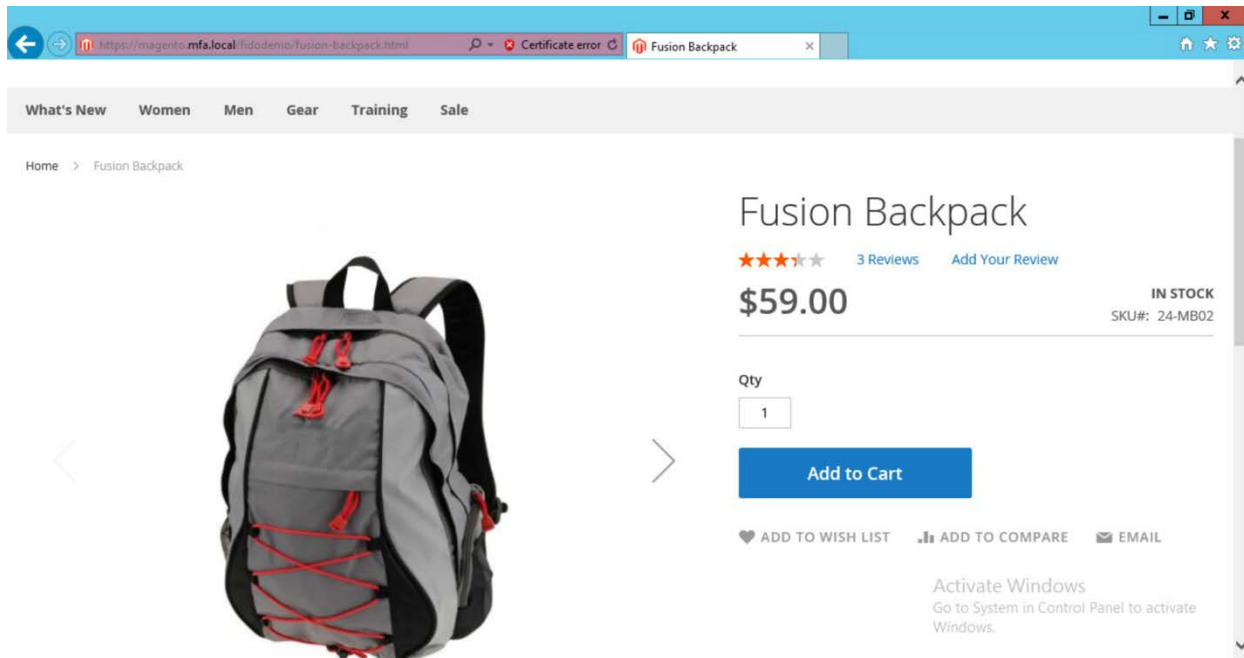 https://magento.mfa.local/fidodemo/fusion-backpack.html
Certificate error
Fusion Backpack
What's New Women Men Gear Training Sale
Home > Fusion Backpack
Fusion Backpack
3 Reviews Add Your Review
$59.00
IN STOCK
SKU#: 24-MB02
Qty
1
Add to Cart
ADD TO WISH LIST ADD TO COMPARE EMAIL
Activate Windows
Go to System in Control Panel to activate
Windows.